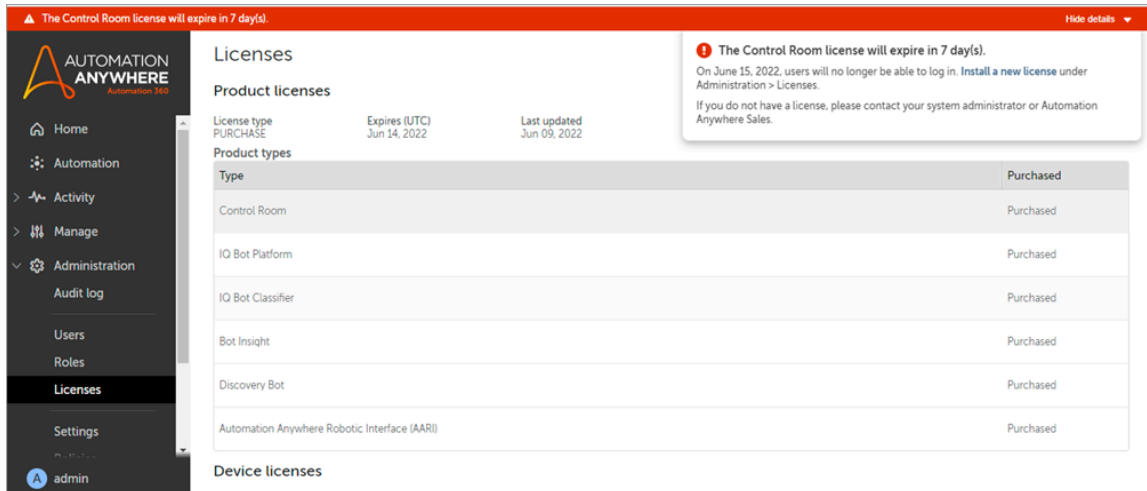 The Control Room license will expire in 7 day(s).
Hide details
AUTOMATION
ANYWHERE
Automation 360
Home
Automation
Activity
Manage
Administration
Audit log
Users
Roles
Licenses
Settings
A admin
Licenses
Product licenses
License type Expires (UTC) Last updated
PURCHASE Jun 14, 2022 Jun 09, 2022
Product types
Type Purchased
Control Room Purchased
IQ Bot Platform Purchased
IQ Bot Classifier Purchased
Bot Insight Purchased
Discovery Bot Purchased
Automation Anywhere Robotic Interface (AARI) Purchased
Device licenses
The Control Room license will expire in 7 day(s).
On June 15, 2022, users will no longer be able to log in. Install a new license under
Administration > Licenses.
If you do not have a license, please contact your system administrator or Automation
Anywhere Sales.